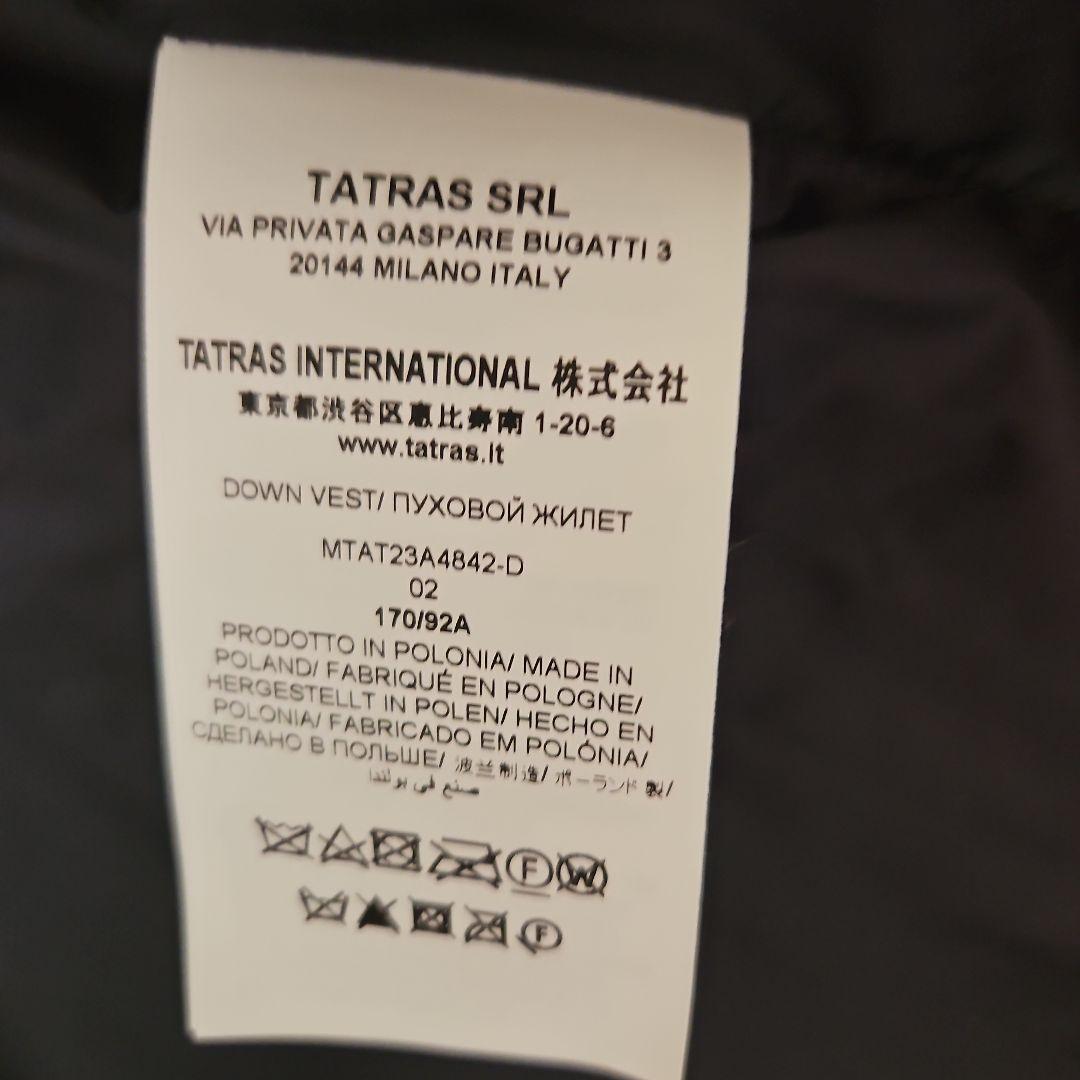 TATRAS SRL
VIA PRIVATA GASPARE BUGATTI 3
20144 MILANO ITALY
TATRAS INTERNATIONAL 株式会社
東京都渋谷区恵比寿南 1-20-6
www.tatras.it
DOWN VEST/ ПУХОВОЙ ЖИЛЕТ
MTAT23A4842-D
02
170/92A
PRODOTTO IN POLONIA/ MADE IN
POLAND/ FABRIQUÉ EN POLOGNE/
HERGESTELLT IN POLEN/ HECHO EN
POLONIA/ FABRICADO EM POLÓNIA/
СДЕЛАНО В ПОЛЬШЕ/ 波兰制造/ ポーランド 製/
صنع في بولندا
F W
F